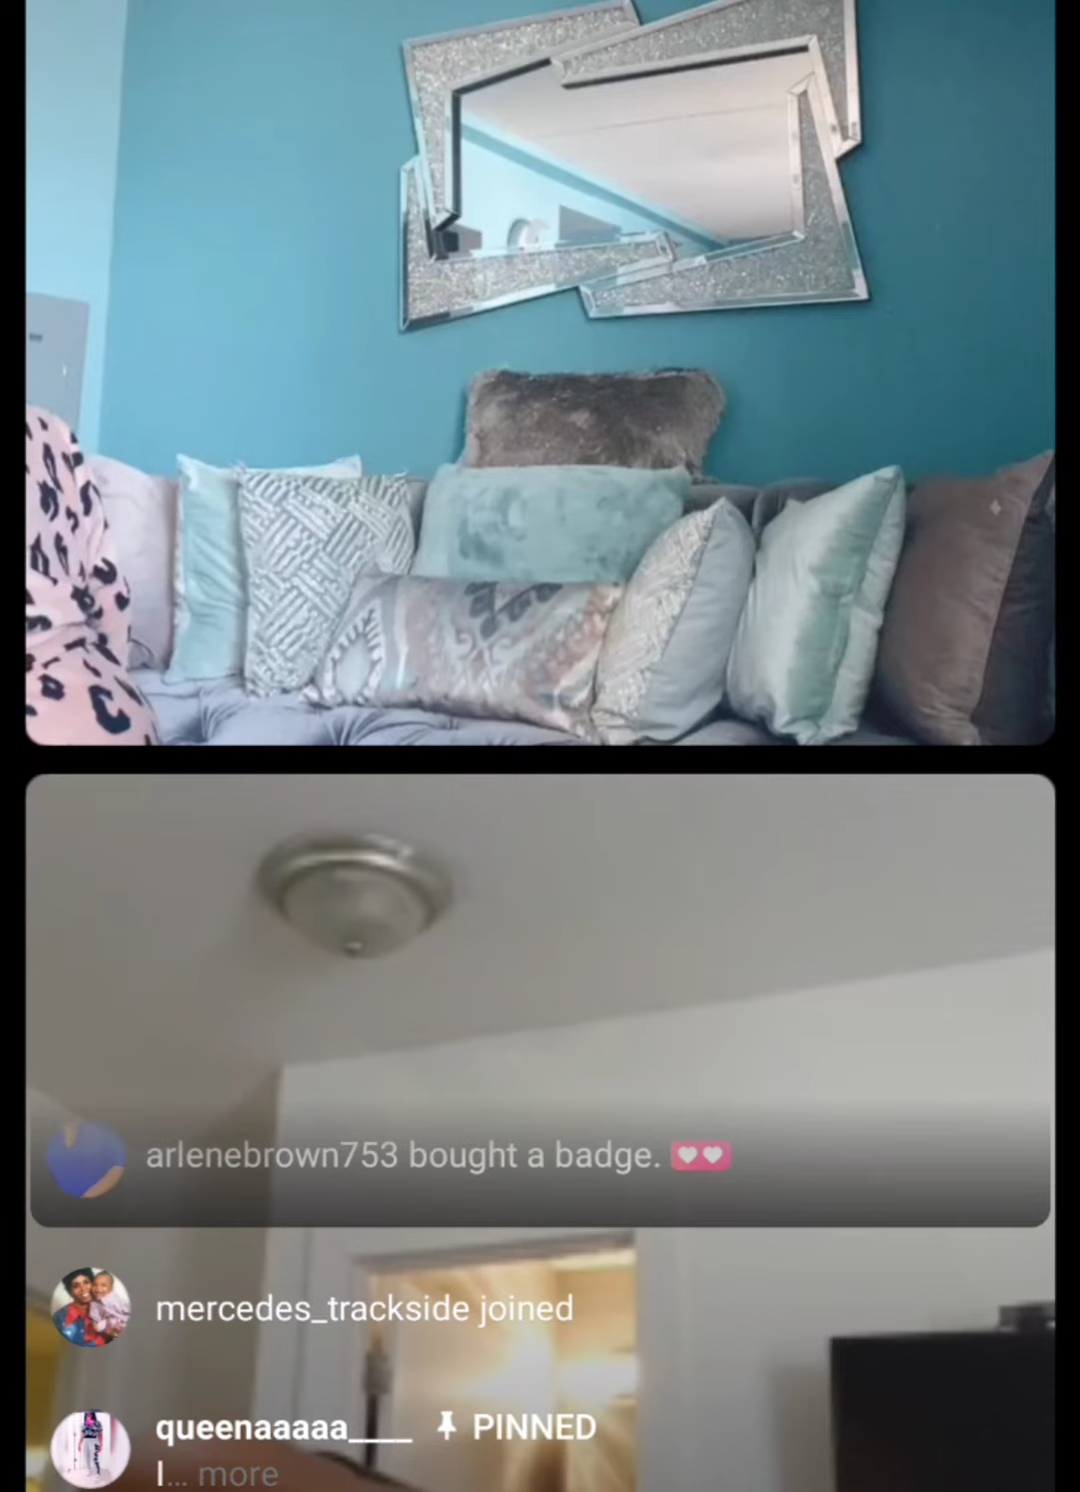 arlenebrown753 bought a badge.
mercedes_trackside joined
queenaaaaa____ PINNED
I... more